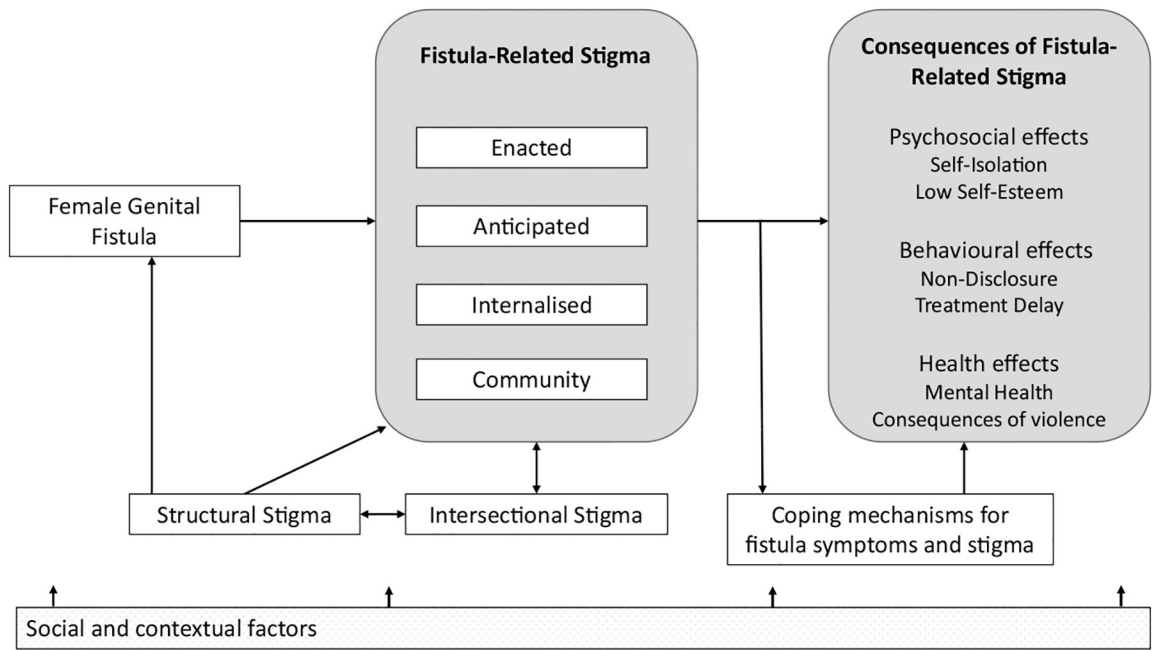 Female Genital
Fistula
Fistula-Related Stigma
Enacted
Anticipated
Internalised
Community
Consequences of Fistula-
Related Stigma
Psychosocial effects
Self-Isolation
Low Self-Esteem
Behavioural effects
Non-Disclosure
Treatment Delay
Health effects
Mental Health
Consequences of violence
Structural Stigma
Intersectional Stigma
Coping mechanisms for
fistula symptoms and stigma
Social and contextual factors